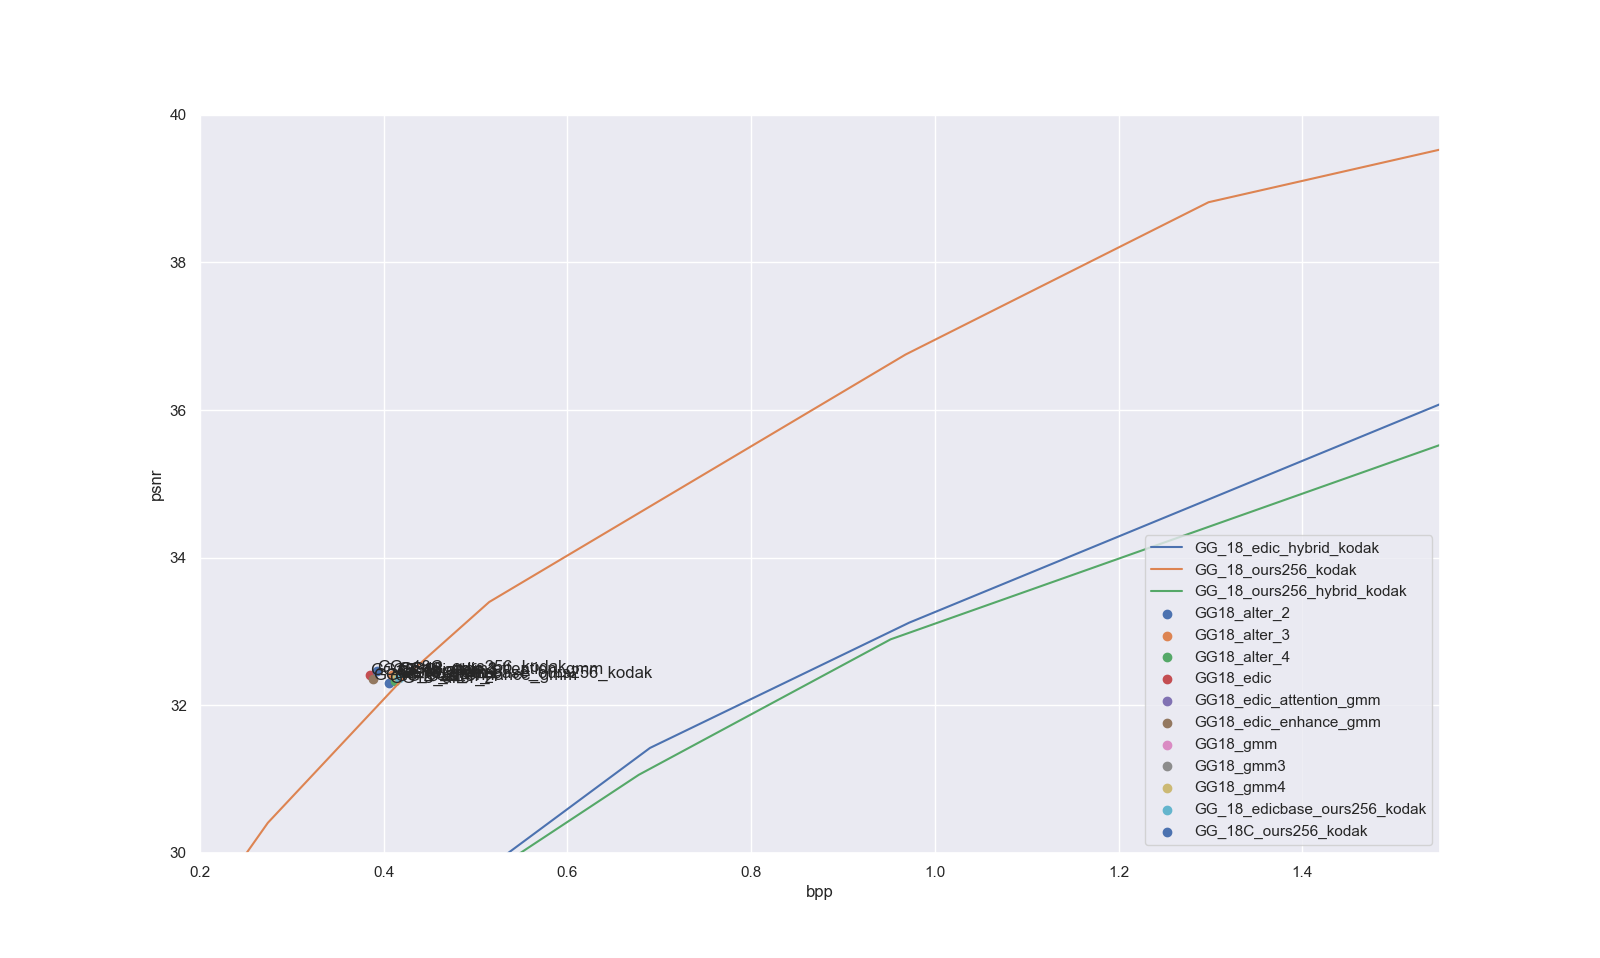 40
38
36
34
32
30
psnr
0.2
0.4
0.6
0.8
1.0
1.2
1.4
bpp
GG_18C_ours256_kodak
GG_18_edic_hybrid_kodak
GG_18_ours256_kodak
GG_18_ours256_hybrid_kodak
GG18_alter_2
GG18_alter_3
GG18_alter_4
GG18_edic
GG18_edic_attention_gmm
GG18_edic_enhance_gmm
GG18_gmm
GG18_gmm3
GG18_gmm4
GG_18_edicbase_ours256_kodak
GG_18C_ours256_kodak